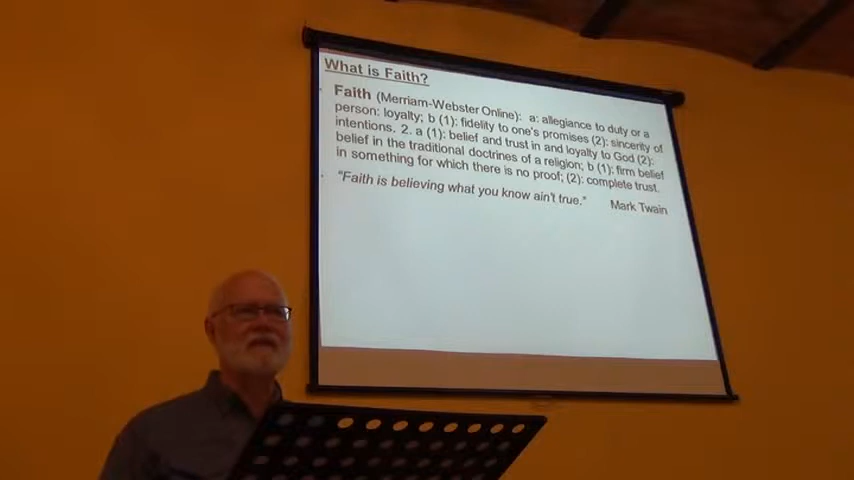 What is Faith?
Faith (Merriam-Webster Online): a: allegiance to duty or a
person: loyalty; b (1): fidelity to one's promises (2): sincerity of
intentions. 2. a (1): belief and trust in and loyalty to God (2):
belief in the traditional doctrines of a religion; b (1): firm belief
in something for which there is no proof; (2): complete trust.
"Faith is believing what you know ain't true." Mark Twain